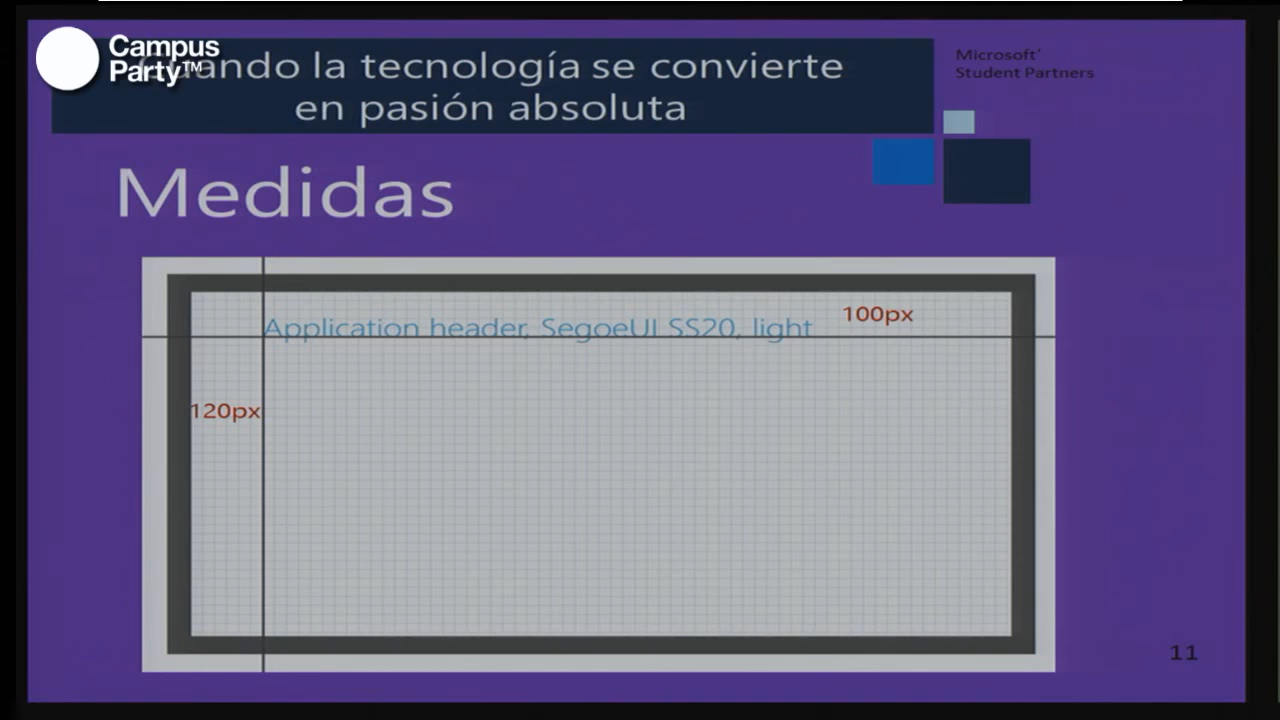 Campus
Party™
ando la tecnología se convierte
en pasión absoluta
Microsoft
Student Partners
Medidas
Application header, SegoeUI SS20, light
100px
120px
11